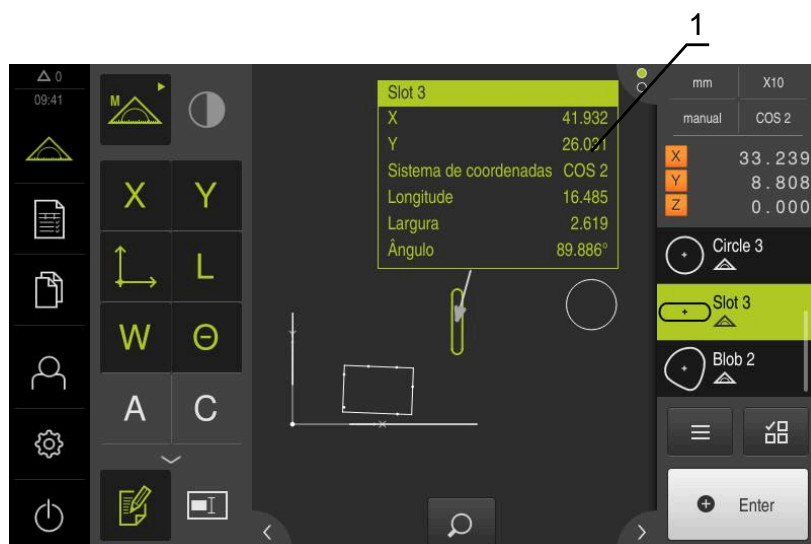 1
0
09:41
M
X Y
L
W Θ
A C
Slot 3
X 41.932
Y 26.031
Sistema de coordenadas COS 2
Longitude 16.485
Largura 2.619
Ângulo 89.886°
mm X10
manual COS 2
X 33.239
Y 8.808
Z 0.000
Circle 3
Slot 3
Blob 2
Enter